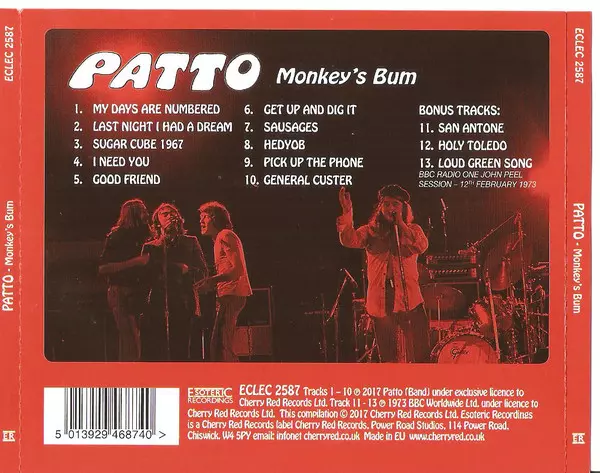 ECLEC 2587
PATTO - Monkey's Bum
ER
PATTO Monkey's Bum
1. MY DAYS ARE NUMBERED
2. LAST NIGHT I HAD A DREAM
3. SUGAR CUBE 1967
4. I NEED YOU
5. GOOD FRIEND
6. GET UP AND DIG IT
7. SAUSAGES
8. HEDYOB
9. PICK UP THE PHONE
10. GENERAL CUSTER
BONUS TRACKS:
11. SAN ANTONE
12. HOLY TOLEDO
13. LOUD GREEN SONG
BBC RADIO ONE JOHN PEEL
SESSION - 12TH FEBRUARY 1973
5 013929 468740 >
ESOTERIC
RECORDINGS
ECLEC 2587 Tracks 1 - 10 ℗ 2017 Patto (Band) under exclusive licence to
Cherry Red Records Ltd. Track 11 - 13 ℗ 1973 BBC Worldwide Ltd. under licence to
Cherry Red Records Ltd. This compilation © 2017 Cherry Red Records Ltd. Esoteric Recordings
is a Cherry Red Records label Cherry Red Records, Power Road Studios, 114 Power Road,
Chiswick, W4 5PY email: infonet cherryred.co.uk Made in EU www.cherryred.co.uk
ECLEC 2587
PATTO - Monkey's Bum
ER